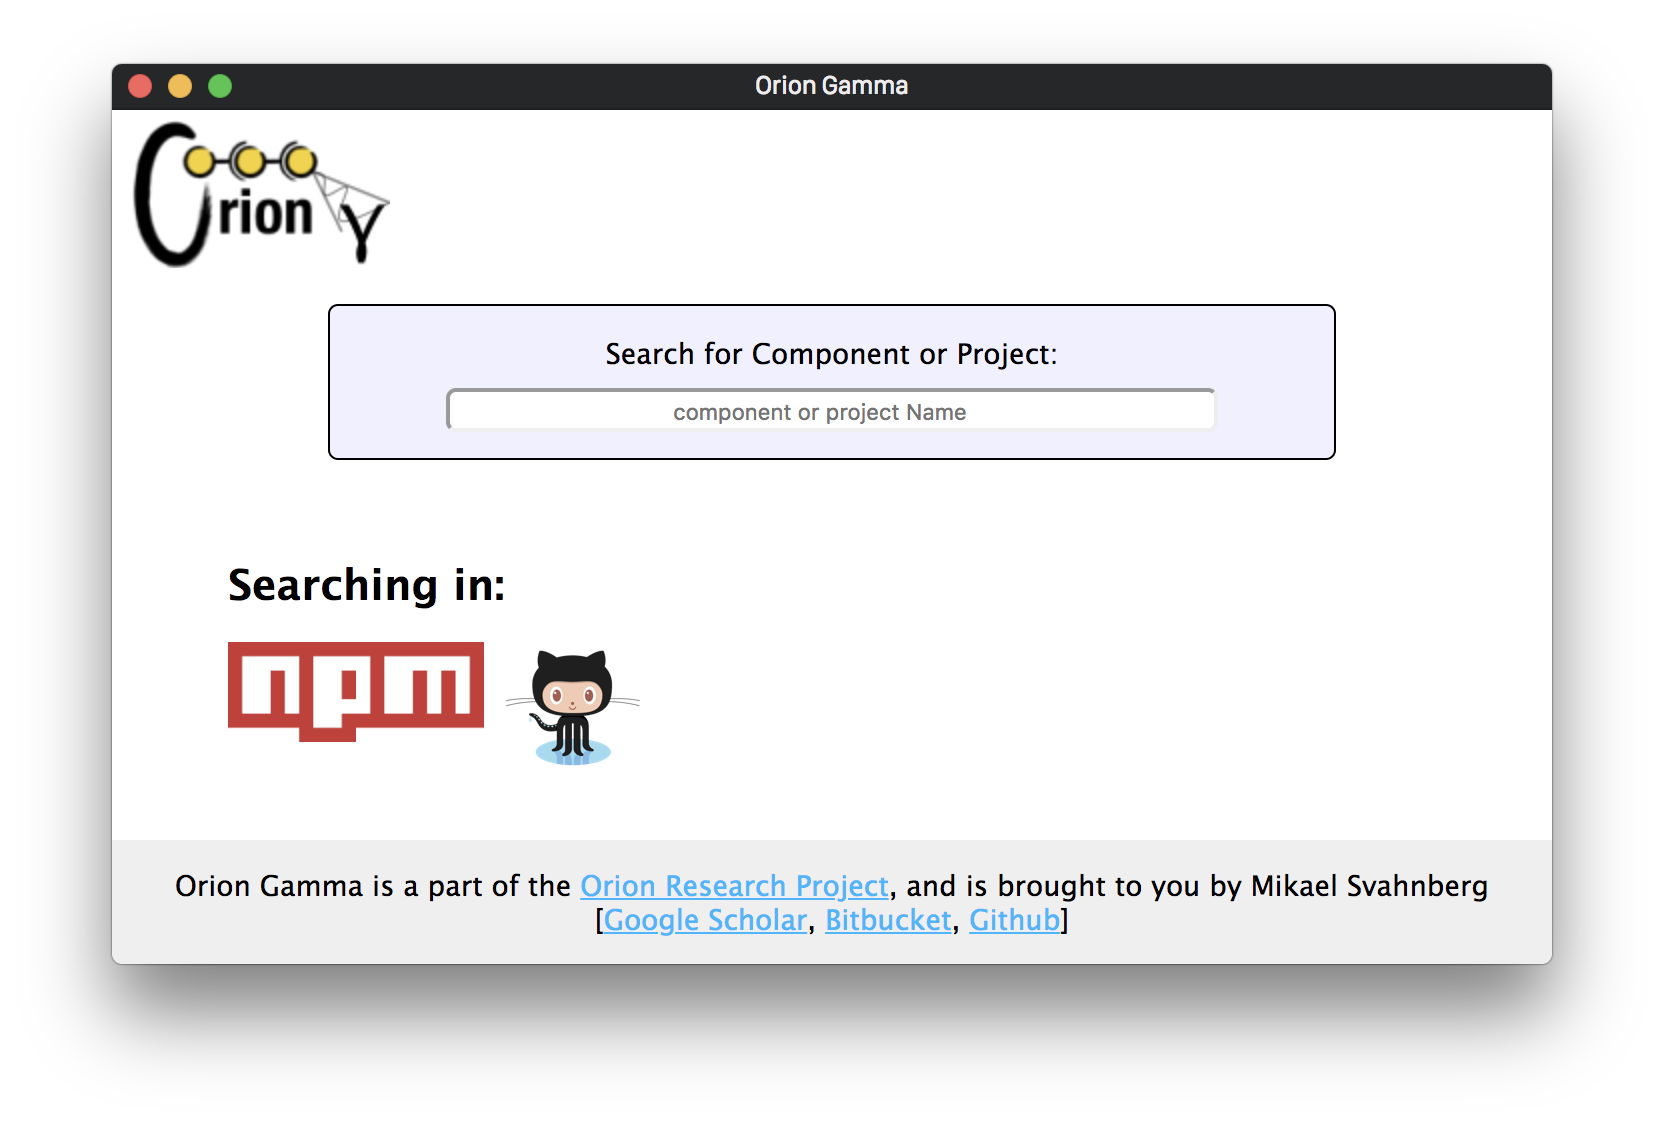 Orion Gamma
Orion γ
Search for Component or Project:
component or project Name
Searching in:
npm
Orion Gamma is a part of the Orion Research Project, and is brought to you by Mikael Svahnberg
[Google Scholar, Bitbucket, Github]